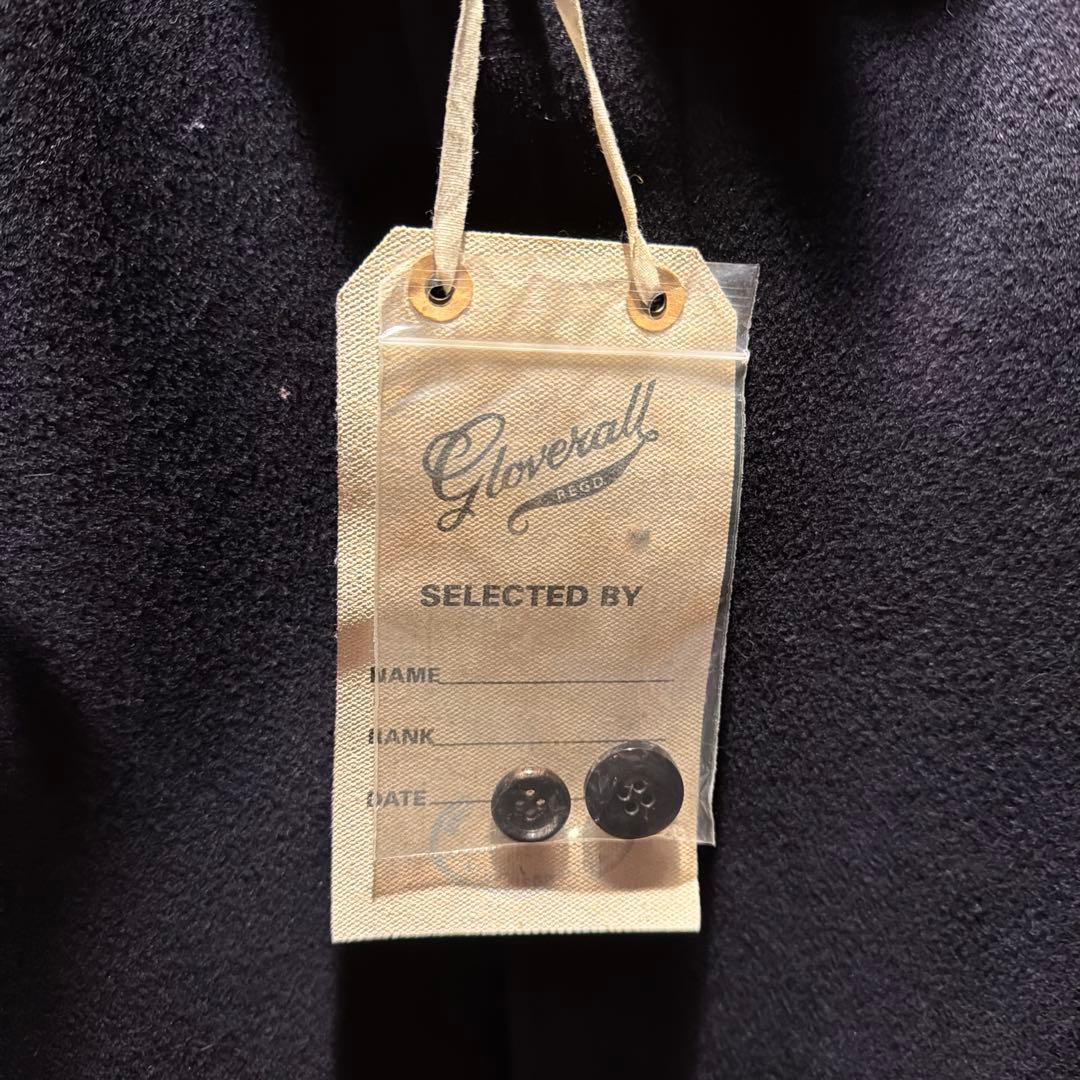 Gloverall
REGD.
SELECTED BY
NAME
RANK
DATE